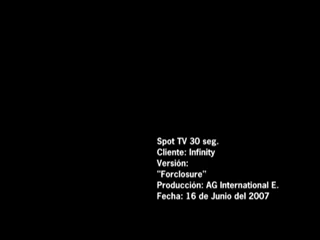 Spot TV 30 seg.
Cliente: Infinity
Versión:
"Forclosure"
Producción: AG International E.
Fecha: 16 de Junio del 2007